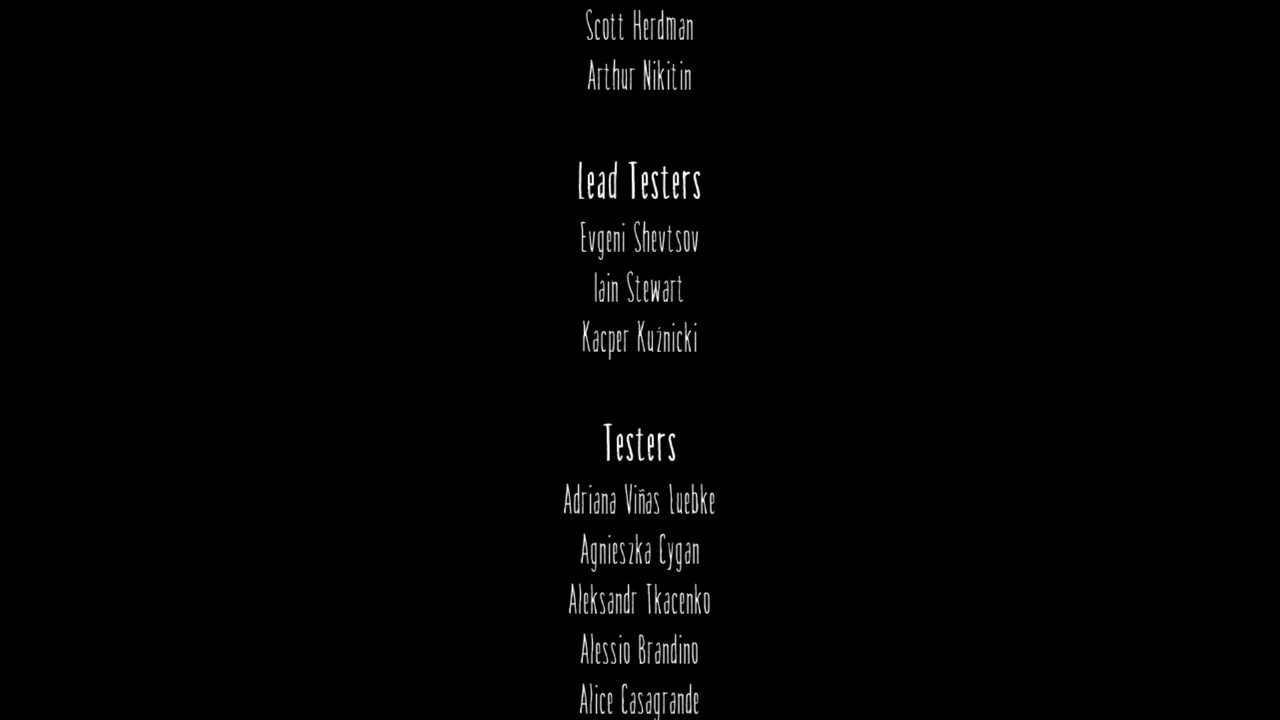 Scott Herdman
Arthur Nikitin
Lead Testers
Evgeni Shevtsov
Iain Stewart
Kacper Kuźnicki
Testers
Adriana Viñas Luebke
Agnieszka Cygan
Aleksandr Tkacenko
Alessio Brandino
Alice Casagrande